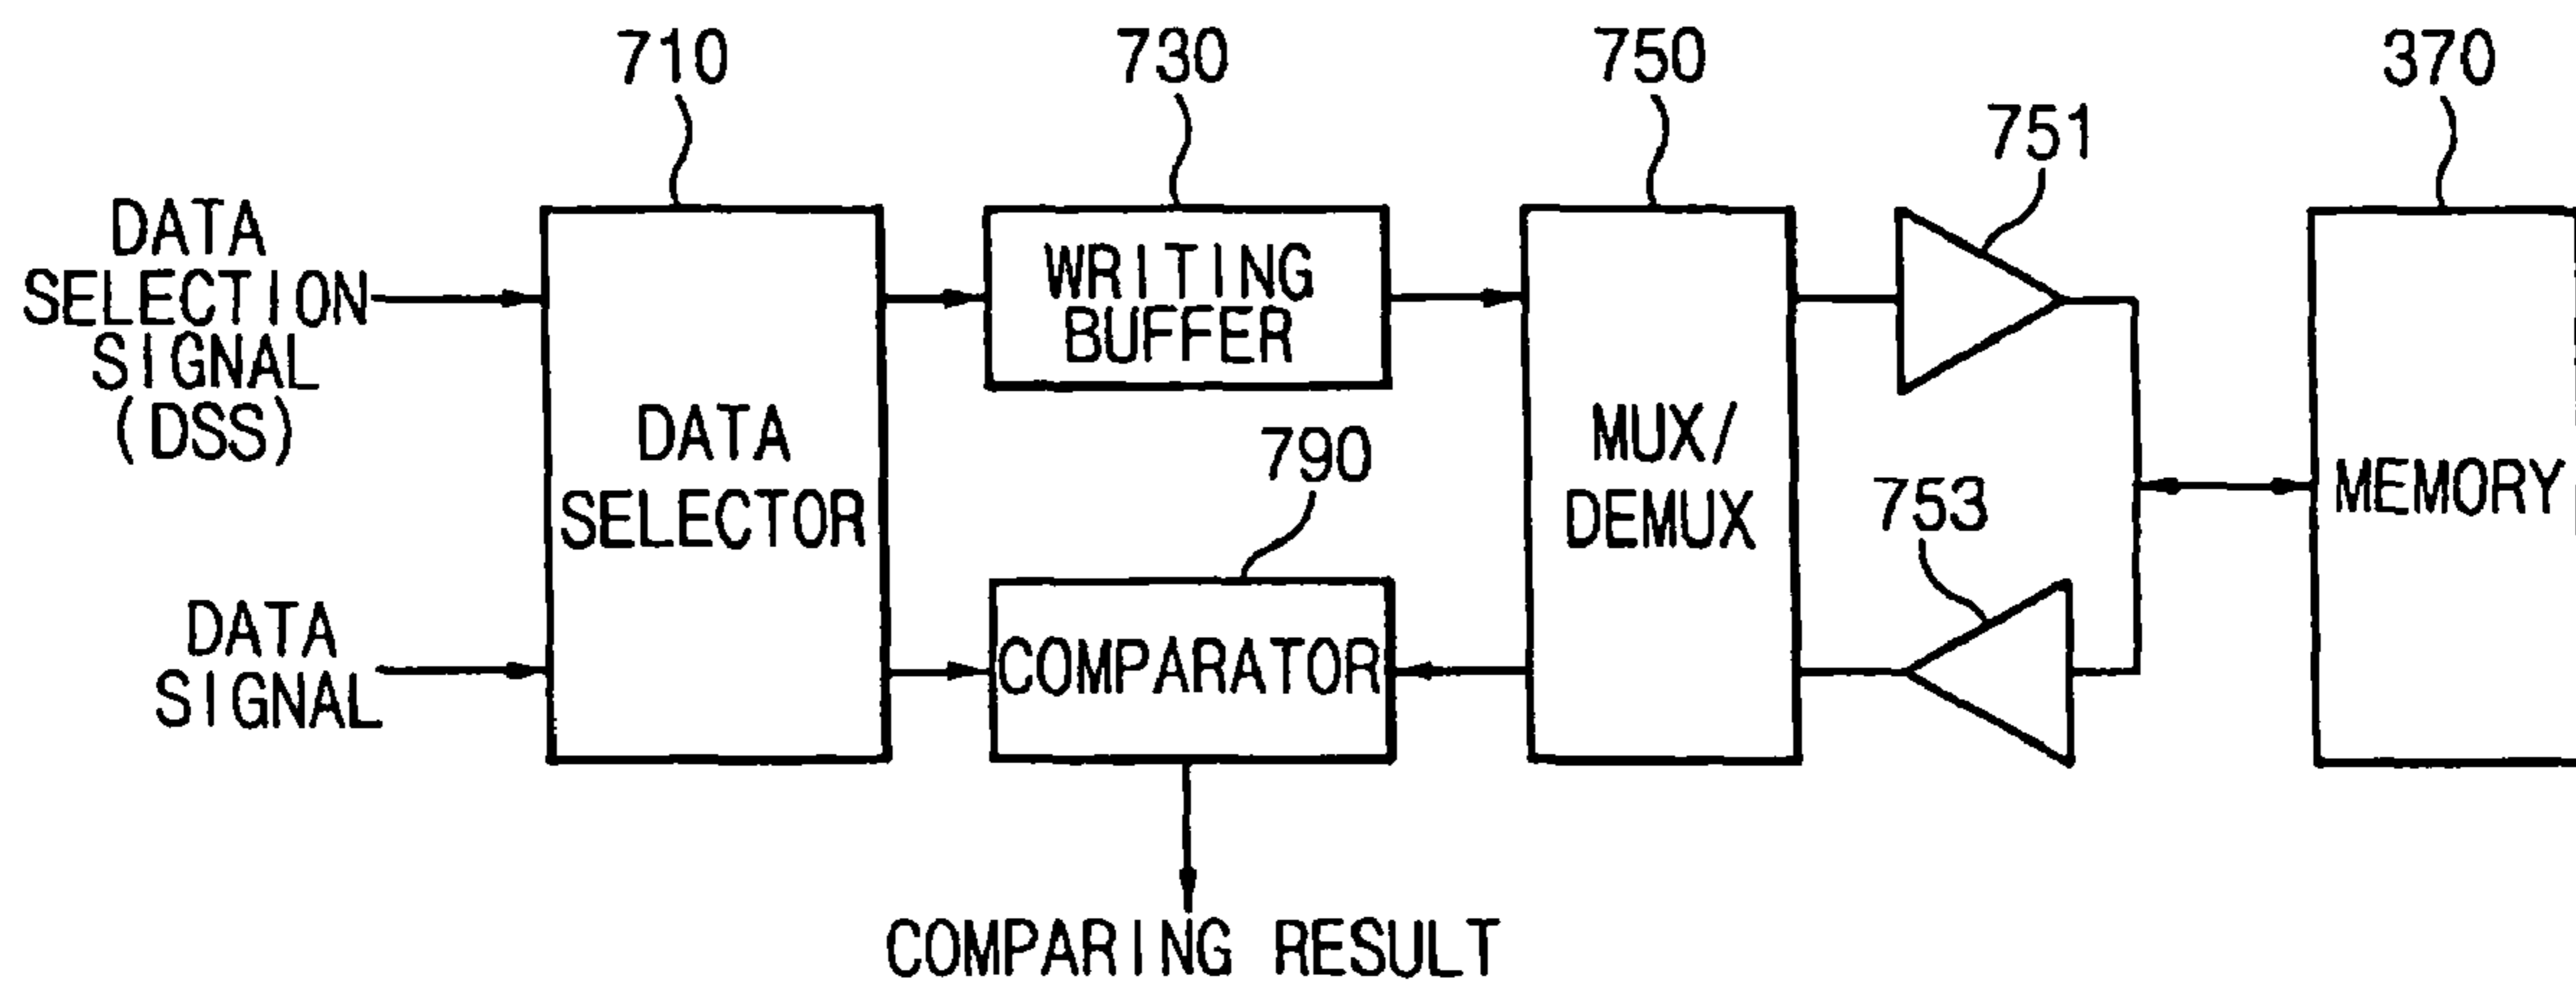 710
730
750
370
751
DATA
SELECTION
SIGNAL
(DSS)
WRITING
BUFFER
DATA
SELECTOR
790
MUX/
DEMUX
753
MEMORY
DATA
SIGNAL
COMPARATOR
COMPARING RESULT